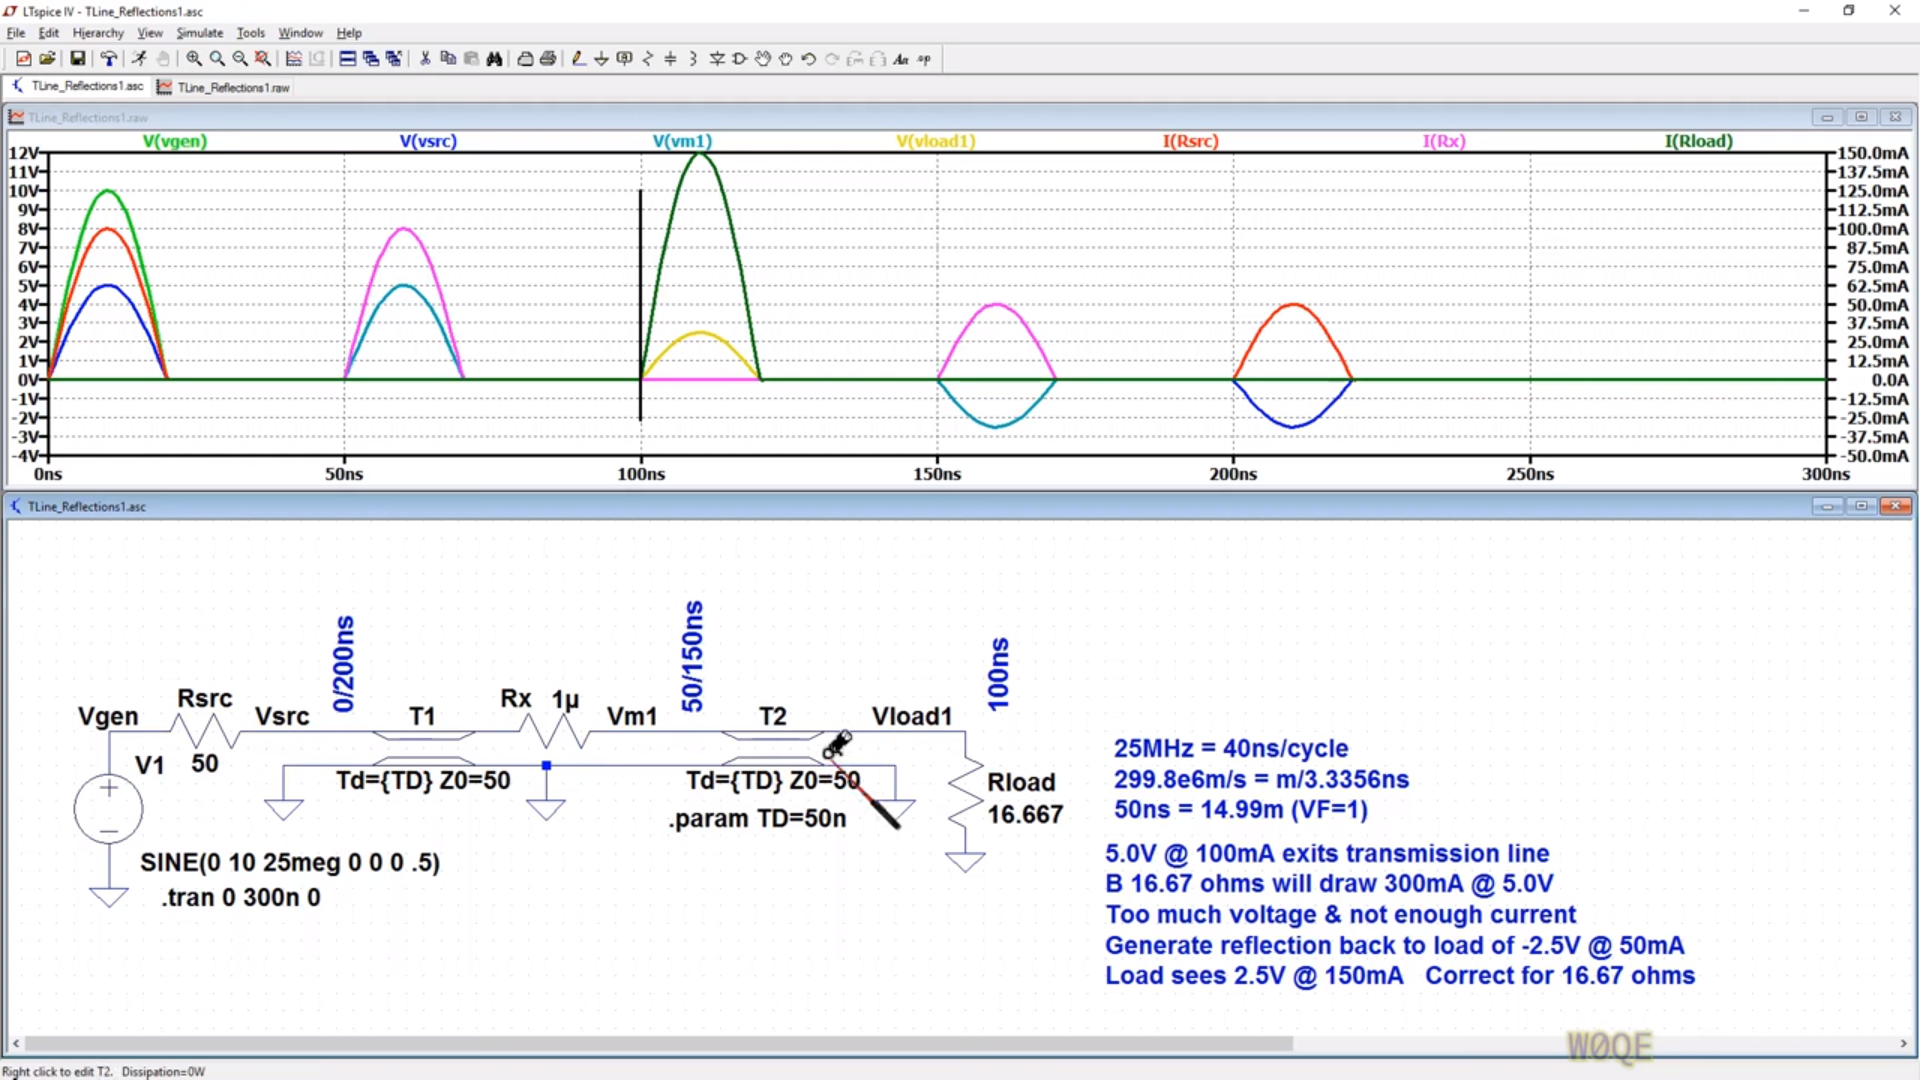 LTspice IV - TLine_Reflections1.asc
File Edit Hierarchy View Simulate Tools Window Help
TLine_Reflections1.asc TLine_Reflections1.raw
TLine_Reflections1.raw
V(vgen) V(vsrc) V(vm1) V(vload1) I(Rsrc) I(Rx) I(Rload)
12V 150.0mA
11V 137.5mA
10V 125.0mA
9V 112.5mA
8V 100.0mA
7V 87.5mA
6V 75.0mA
5V 62.5mA
4V 50.0mA
3V 37.5mA
2V 25.0mA
1V 12.5mA
0V 0.0A
-1V -12.5mA
-2V -25.0mA
-3V -37.5mA
-4V -50.0mA
0ns 50ns 100ns 150ns 200ns 250ns 300ns
TLine_Reflections1.asc
0/200ns
50/150ns
100ns
Rsrc Rx 1µ
Vgen Vsrc T1 Vm1 T2 Vload1
V1 50
Td={TD} Z0=50 Td={TD} Z0=50
Rload
16.667
.param TD=50n
SINE(0 10 25meg 0 0 0 .5)
.tran 0 300n 0
25MHz = 40ns/cycle
299.8e6m/s = m/3.3356ns
50ns = 14.99m (VF=1)
5.0V @ 100mA exits transmission line
B 16.67 ohms will draw 300mA @ 5.0V
Too much voltage & not enough current
Generate reflection back to load of -2.5V @ 50mA
Load sees 2.5V @ 150mA Correct for 16.67 ohms
W0QE
Right click to edit T2. Dissipation=0W